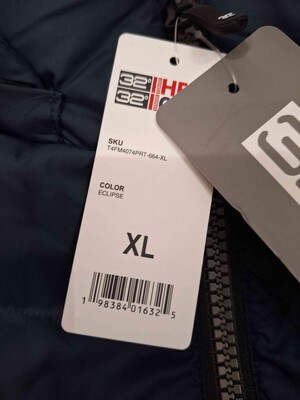 32°
32°
SKU
T4FM4074PRT-664-XL
COLOR
ECLIPSE
XL
1 98384 01632 5